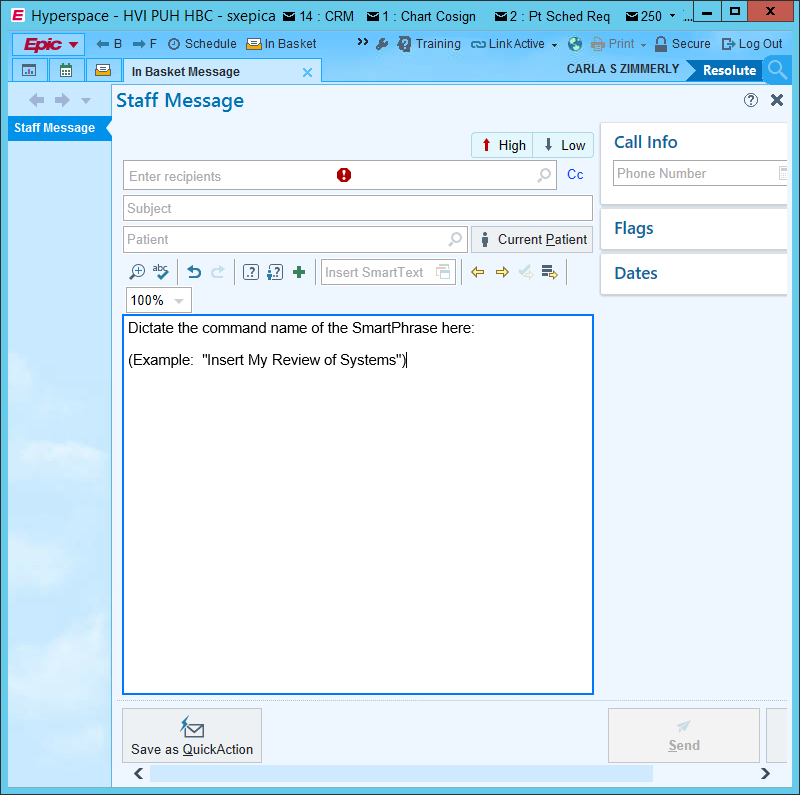 Hyperspace - HVI PUH HBC - sxepica 14 : CRM 1 : Chart Cosign 2 : Pt Sched Req 250
Epic B F Schedule In Basket Training LinkActive Print Secure Log Out
In Basket Message CARLA S ZIMMERLY Resolute
Staff Message
Staff Message
High Low
Call Info
Enter recipients Cc
Phone Number
Subject
Flags
Patient Current Patient
Dates
abc Insert SmartText
100%
Dictate the command name of the SmartPhrase here:
(Example:  "Insert My Review of Systems")
Save as QuickAction Send